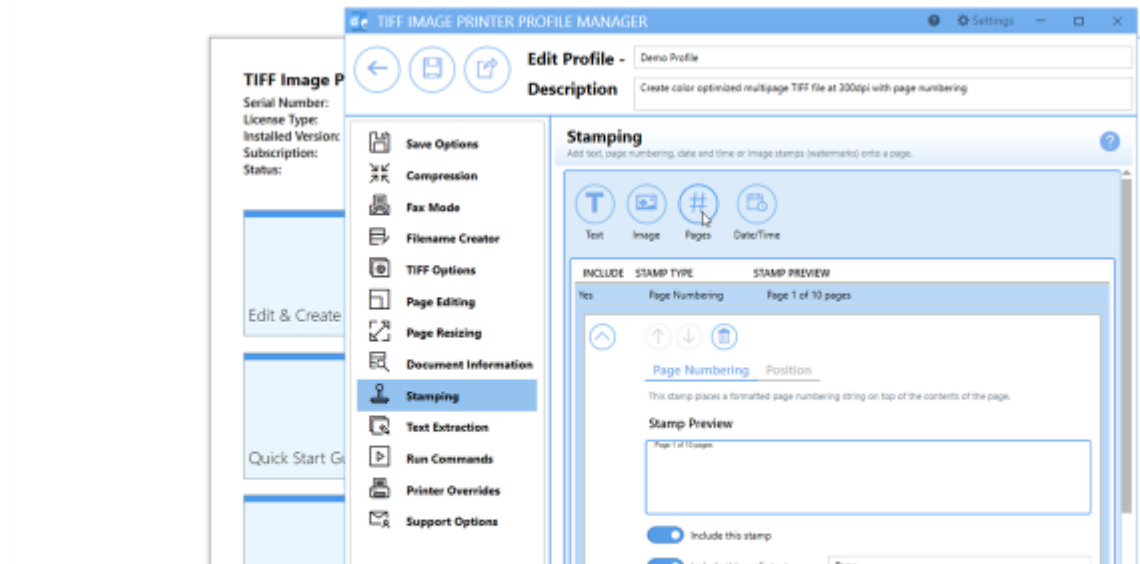 TIFF IMAGE PRINTER PROFILE MANAGER
Settings
TIFF Image P
Serial Number:
License Type:
Installed Version:
Subscription:
Status:
Edit & Create
Quick Start Gu
Edit Profile -
Demo Profile
Description
Create color optimized multipage TIFF file at 300dpi with page numbering
Save Options
Compression
Fax Mode
Filename Creator
TIFF Options
Page Editing
Page Resizing
Document Information
Stamping
Text Extraction
Run Commands
Printer Overrides
Support Options
Stamping
Add text, page numbering, date and time or image stamps (watermarks) onto a page.
Text Image Pages Date/Time
INCLUDE STAMP TYPE STAMP PREVIEW
Yes Page Numbering Page 1 of 10 pages
Page Numbering Position
This stamp places a formatted page numbering string on top of the contents of the page.
Stamp Preview
Page 1 of 10 pages
Include this stamp